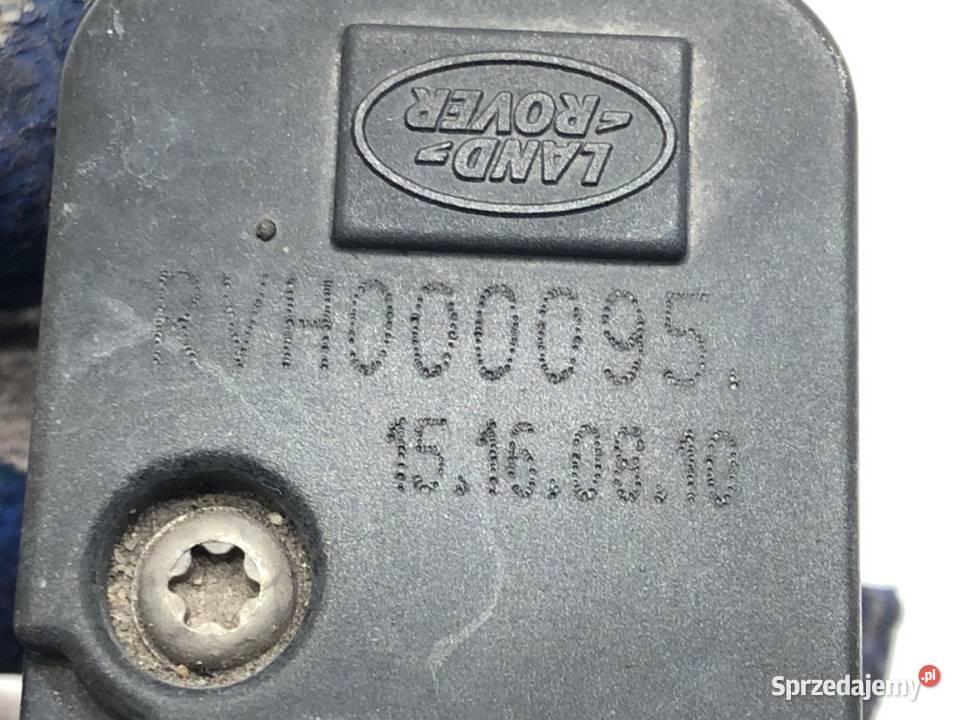 LAND-
ROVER
RVH000095.
15.16.08.10
Sprzedajemy.pl